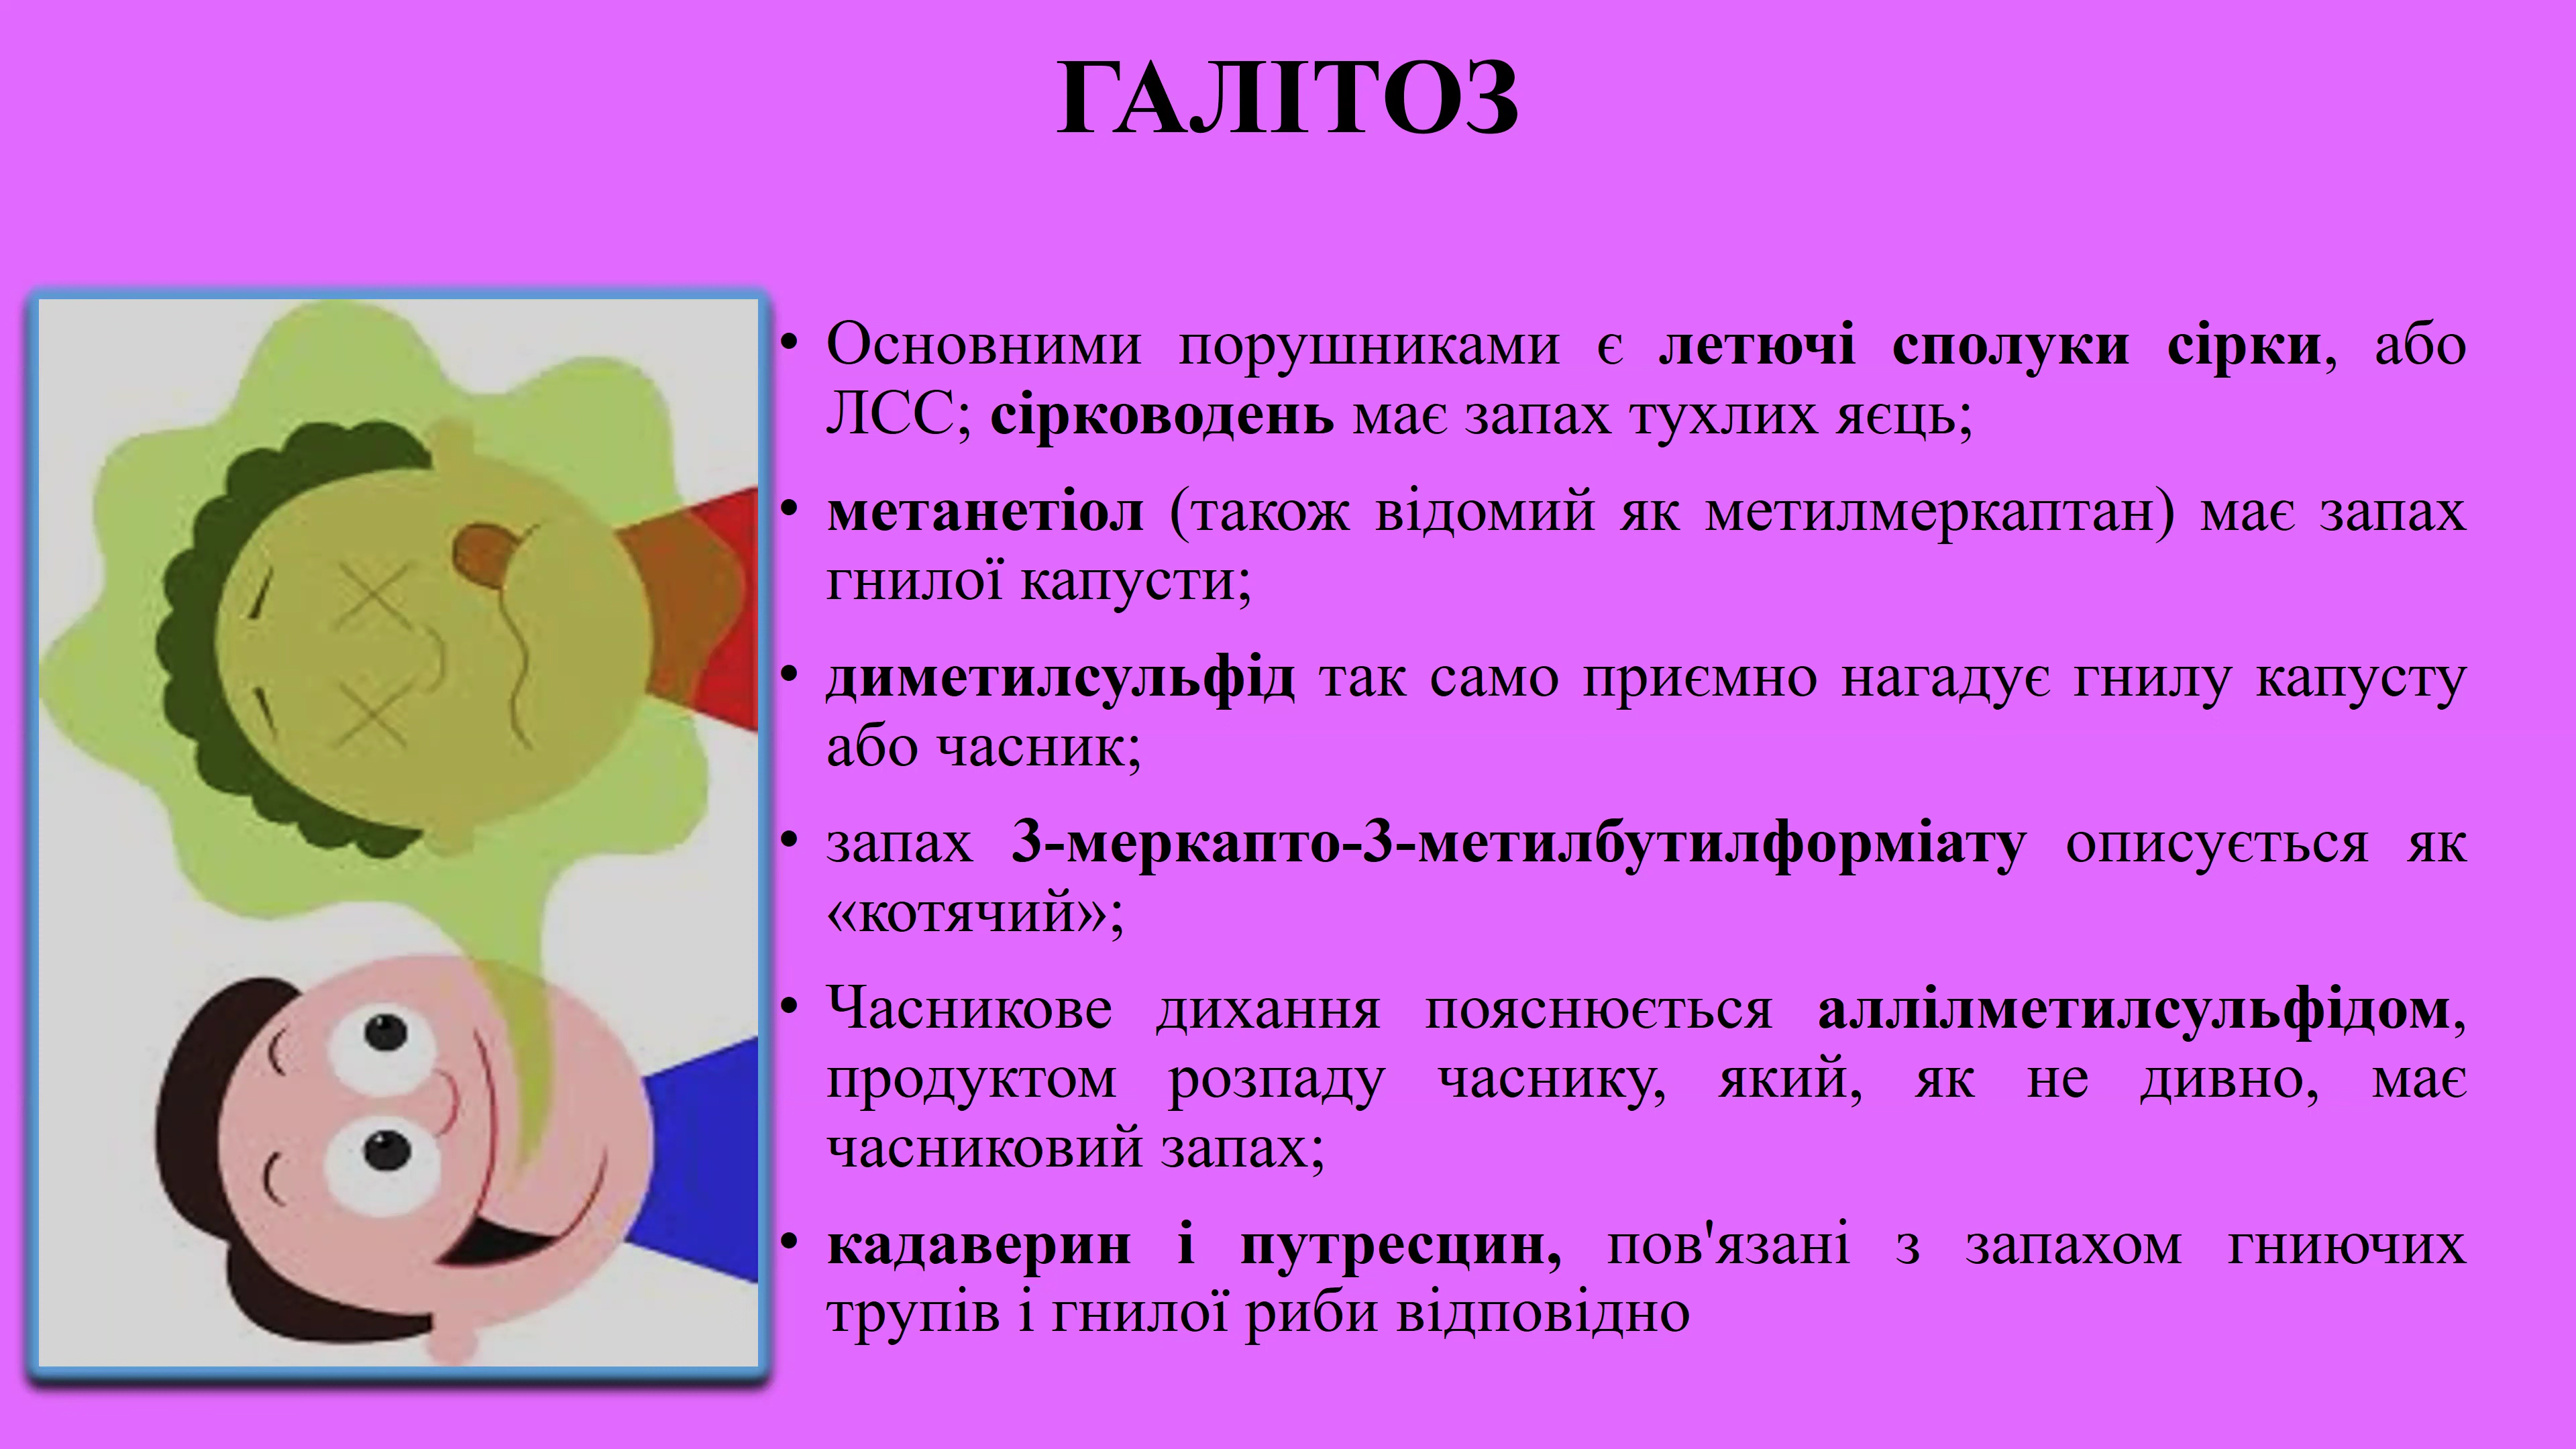 ГАЛІТОЗ
• Основними порушниками є летючі сполуки сірки, або
ЛСС; сірководень має запах тухлих яєць;
• метанетіол (також відомий як метилмеркаптан) має запах
гнилої капусти;
• диметилсульфід так само приємно нагадує гнилу капусту
або часник;
• запах 3-меркапто-3-метилбутилформіату описується як
«котячий»;
• Часникове дихання пояснюється аллілметилсульфідом,
продуктом розпаду часнику, який, як не дивно, має
часниковий запах;
• кадаверин і путресцин, пов'язані з запахом гниючих
трупів і гнилої риби відповідно